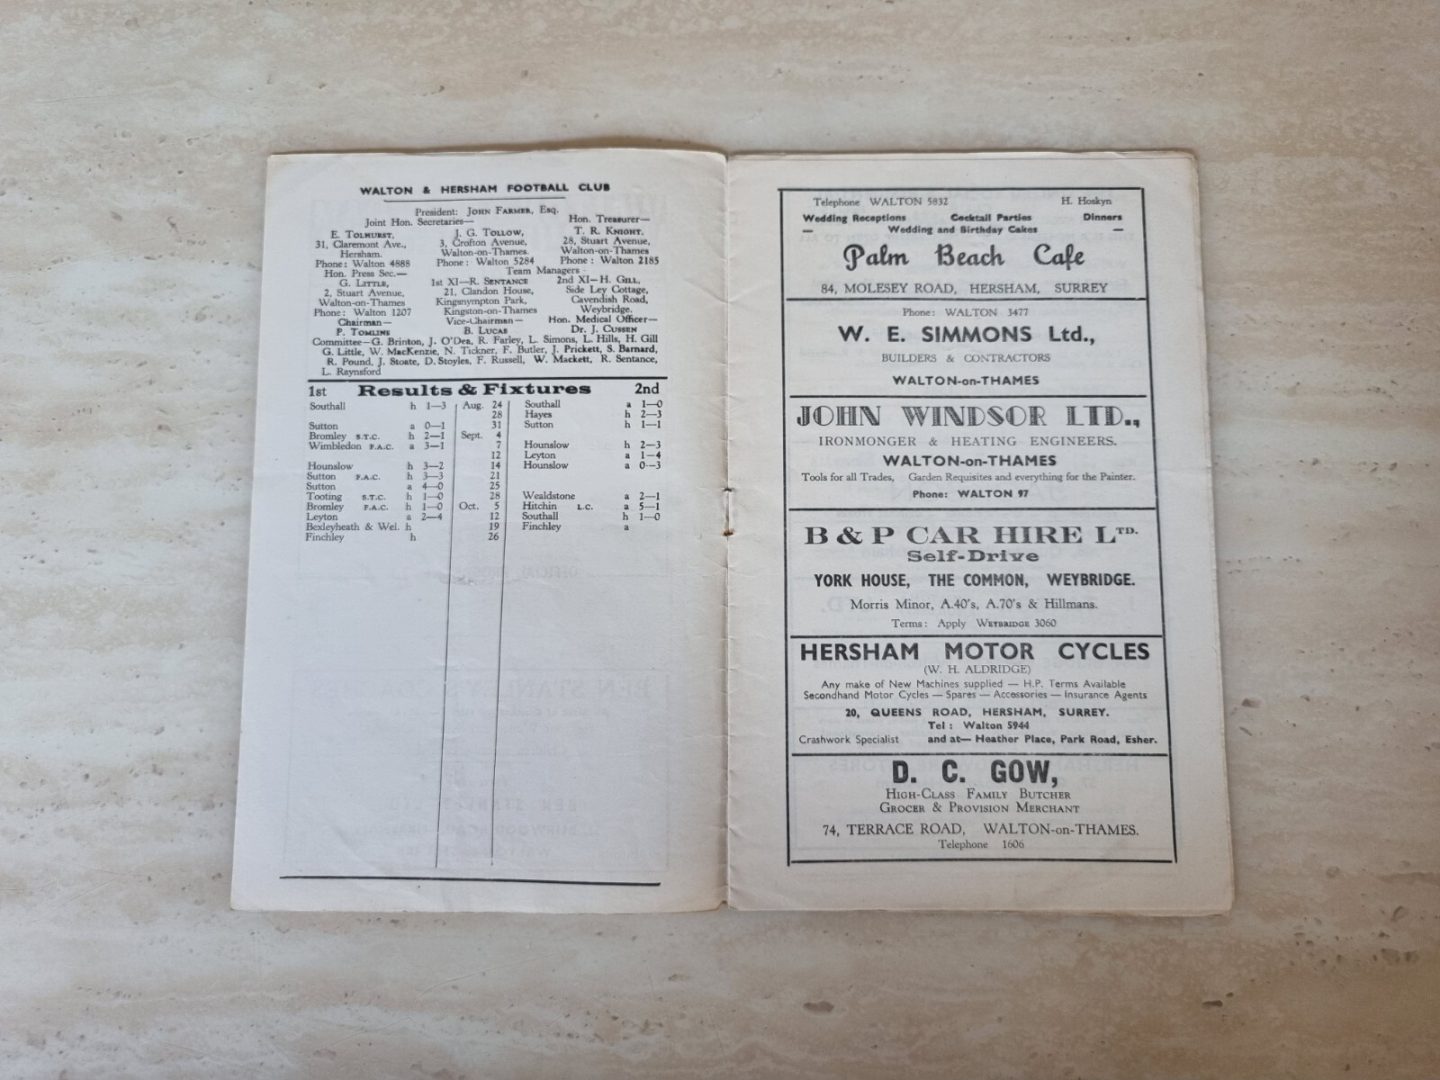 WALTON & HERSHAM FOOTBALL CLUB
President: JOHN FARMER, Esq.
Joint Hon. Secretaries— Hon. Treasurer—
E. TOLHURST, J. G. TOLLOW, T. R. KNIGHT,
31, Claremont Ave., 3, Crofton Avenue, 28, Stuart Avenue,
Hersham. Walton-on-Thames. Walton-on-Thames
Phone: Walton 4888 Phone: Walton 5284 Phone: Walton 2185
Hon. Press Sec.— Team Managers
G. LITTLE, 1st XI—R. SENTANCE 2nd XI—H. GILL,
2, Stuart Avenue, 21, Clandon House, Side Ley Cottage,
Walton-on-Thames Kingsnympton Park, Cavendish Road,
Phone: Walton 1207 Kingston-on-Thames Weybridge.
Chairman— Vice-Chairman— Hon. Medical Officer—
P. TOMLINS B. LUCAS Dr. J. CUSSEN
Committee—G. Brinton, J. O'Dea, R. Farley, L. Simons, L. Hills, H. Gill
G. Little, W. MacKenzie, N. Tickner, F. Butler, J. Prickett, S. Barnard,
R. Pound, J. Stoate, D. Stoyles, F. Russell, W. Mackett, R. Sentance,
L. Raynsford
1st Results & Fixtures 2nd
Southall h 1—3 Aug. 24 Southall a 1—0
28 Hayes h 2—3
Sutton a 0—1 31 Sutton h 1—1
Bromley S.T.C. h 2—1 Sept. 4
Wimbledon F.A.C. a 3—1 7 Hounslow h 2—3
12 Leyton a 1—4
Hounslow h 3—2 14 Hounslow a 0—3
Sutton F.A.C. h 3—3 21
Sutton a 4—0 25
Tooting S.T.C. h 1—0 28 Wealdstone a 2—1
Bromley F.A.C. h 1—0 Oct. 5 Hitchin L.C. a 5—1
Leyton a 2—4 12 Southall h 1—0
Bexleyheath & Wel. h 19 Finchley a
Finchley h 26
Telephone WALTON 5832 H. Hoskyn
Wedding Receptions Cocktail Parties Dinners
— Wedding and Birthday Cakes —
Palm Beach Cafe
84, MOLESEY ROAD, HERSHAM, SURREY
Phone: WALTON 3477
W. E. SIMMONS Ltd.,
BUILDERS & CONTRACTORS
WALTON-on-THAMES
JOHN WINDSOR LTD.,
IRONMONGER & HEATING ENGINEERS.
WALTON-on-THAMES
Tools for all Trades, Garden Requisites and everything for the Painter.
Phone: WALTON 97
B & P CAR HIRE LTD.
Self-Drive
YORK HOUSE, THE COMMON, WEYBRIDGE.
Morris Minor, A.40's, A.70's & Hillmans.
Terms: Apply WEYBRIDGE 3060
HERSHAM MOTOR CYCLES
(W. H. ALDRIDGE)
Any make of New Machines supplied — H.P. Terms Available
Secondhand Motor Cycles — Spares — Accessories — Insurance Agents
20, QUEENS ROAD, HERSHAM, SURREY.
Tel: Walton 5944
Crashwork Specialist and at— Heather Place, Park Road, Esher.
D. C. GOW,
HIGH-CLASS FAMILY BUTCHER
GROCER & PROVISION MERCHANT
74, TERRACE ROAD, WALTON-on-THAMES.
Telephone 1606